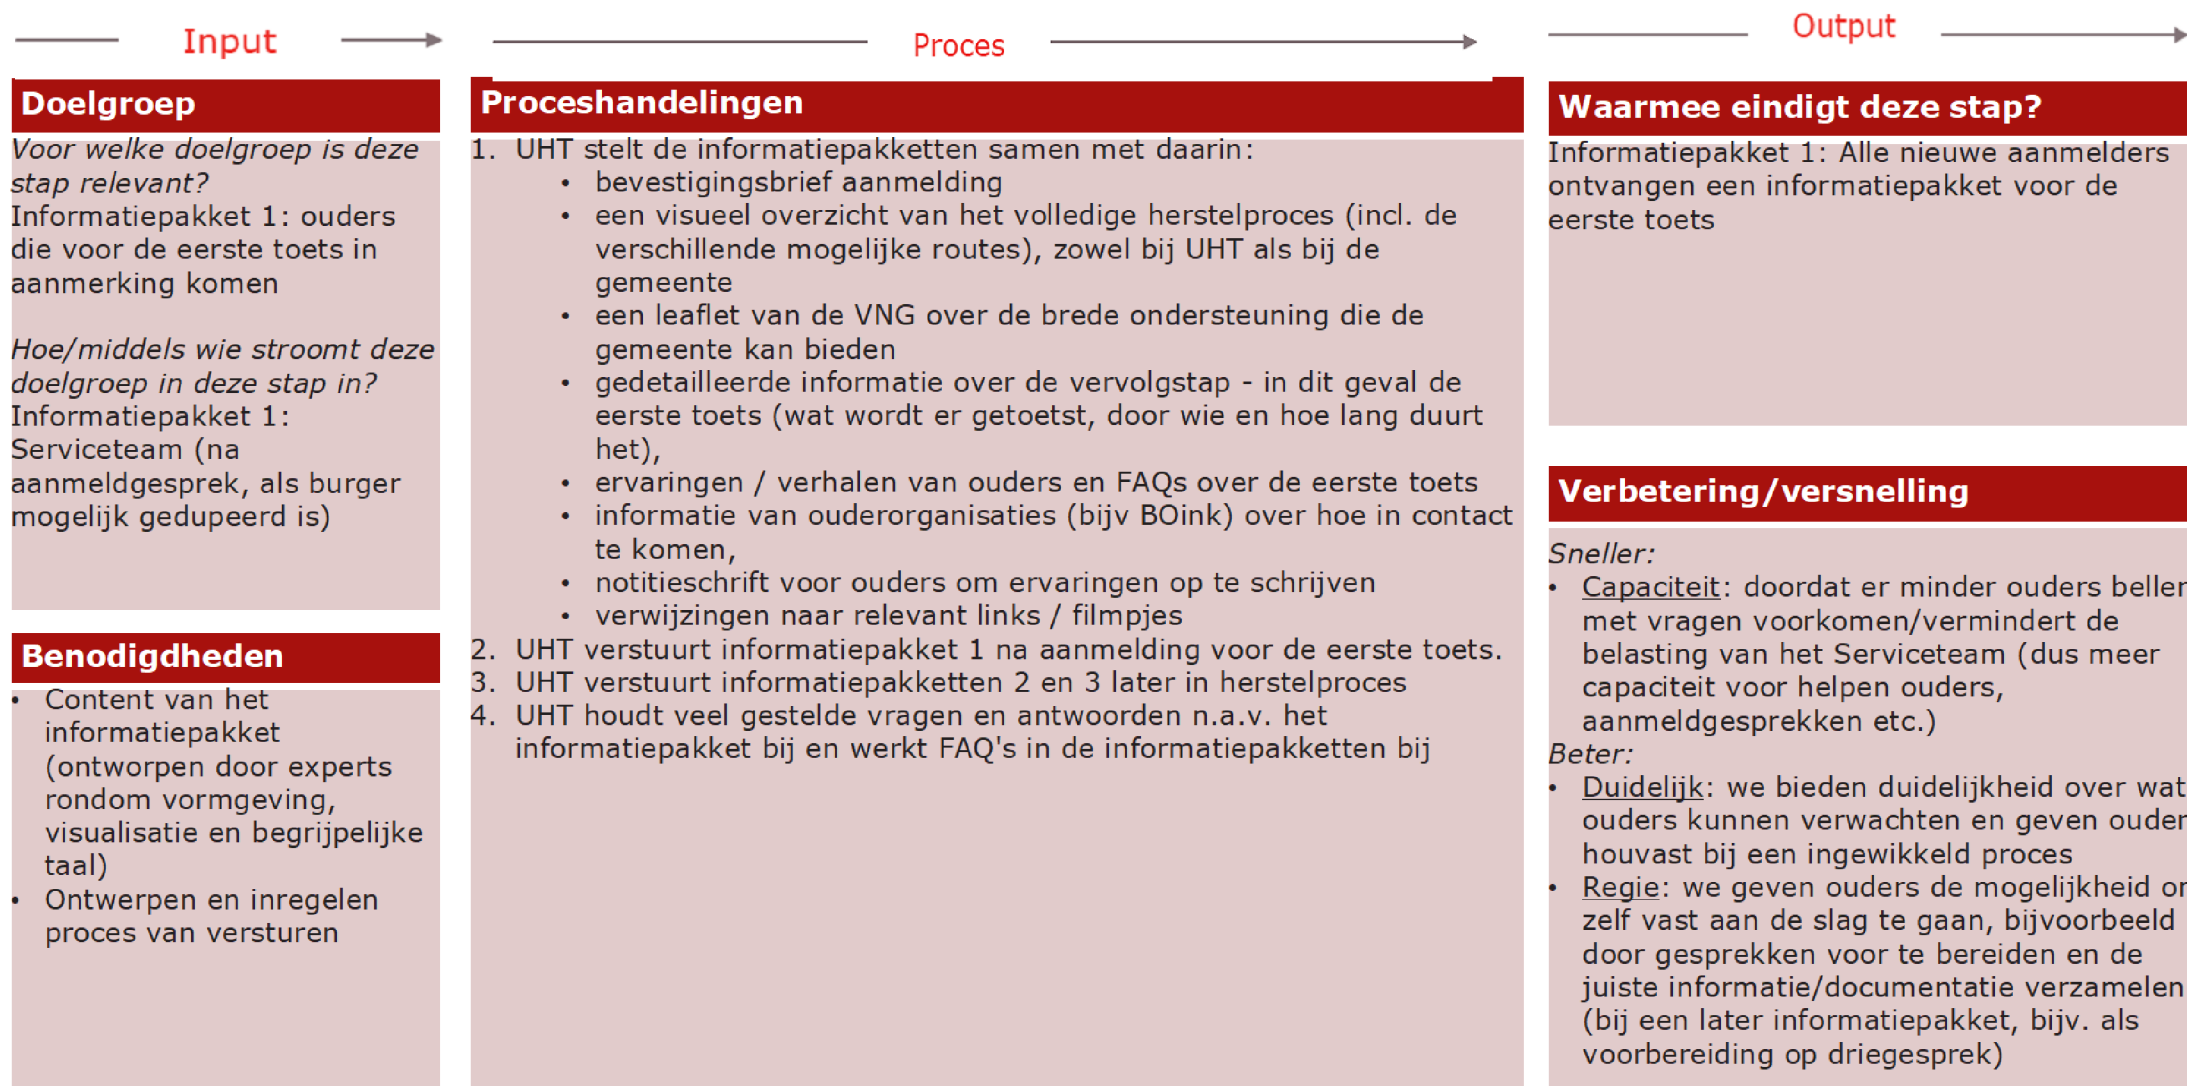 Input
Doelgroep
Voor welke doelgroep is deze
stap relevant?
Informatiepakket 1: ouders
die voor de eerste toets in
aanmerking komen
Hoe/middels wie stroomt deze
doelgroep in deze stap in?
Informatiepakket 1:
Serviceteam (na
aanmeldgesprek, als burger
mogelijk gedupeerd is)
Benodigdheden
• Content van het
informatiepakket
(ontworpen door experts
rondom vormgeving,
visualisatie en begrijpelijke
taal)
• Ontwerpen en inregelen
proces van versturen
Proces
Proceshandelingen
1. UHT stelt de informatiepakketten samen met daarin:
• bevestigingsbrief aanmelding
• een visueel overzicht van het volledige herstelproces (incl. de
verschillende mogelijke routes), zowel bij UHT als bij de
gemeente
• een leaflet van de VNG over de brede ondersteuning die de
gemeente kan bieden
• gedetailleerde informatie over de vervolgstap - in dit geval de
eerste toets (wat wordt er getoetst, door wie en hoe lang duurt
het),
• ervaringen / verhalen van ouders en FAQs over de eerste toets
• informatie van ouderorganisaties (bijv BOink) over hoe in contact
te komen,
• notitieschrift voor ouders om ervaringen op te schrijven
• verwijzingen naar relevant links / filmpjes
2. UHT verstuurt informatiepakket 1 na aanmelding voor de eerste toets.
3. UHT verstuurt informatiepakketten 2 en 3 later in herstelproces
4. UHT houdt veel gestelde vragen en antwoorden n.a.v. het
informatiepakket bij en werkt FAQ's in de informatiepakketten bij
Output
Waarmee eindigt deze stap?
Informatiepakket 1: Alle nieuwe aanmelders
ontvangen een informatiepakket voor de
eerste toets
Verbetering/versnelling
Sneller:
• Capaciteit: doordat er minder ouders
met vragen voorkomen/vermindert de
belasting van het Serviceteam (dus meer
capaciteit voor helpen ouders,
aanmeldgesprekken etc.)
Beter:
• Duidelijk: we bieden duidelijkheid over wat
ouders kunnen verwachten en geven
houvast bij een ingewikkeld proces
• Regie: we geven ouders de mogelijkheid
zelf vast aan de slag te gaan, bijvoorbeeld
door gesprekken voor te bereiden en de
juiste informatie/documentatie verzamelen
(bij een later informatiepakket, bijv. als
voorbereiding op driegesprek)